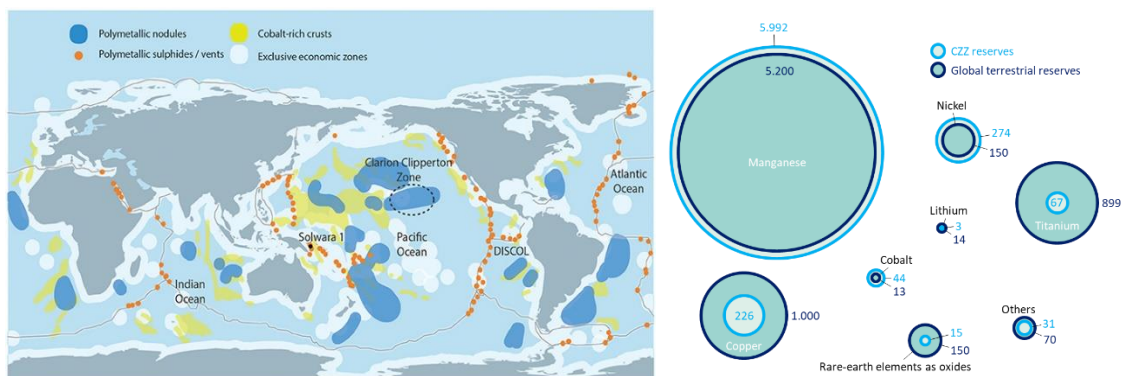 Polymetallic nodules
Cobalt-rich crusts
Polymetallic sulphides / vents
Exclusive economic zones
Clarion Clipperton
Zone
Atlantic
Ocean
Solwara 1
Pacific
Ocean
DISCOL
Indian
Ocean
5.992
5.200
Manganese
CZZ reserves
Global terrestrial reserves
Nickel
274
150
Lithium
3
14
67
Titanium
899
Cobalt
44
13
226
Copper
1.000
15
150
Rare-earth elements as oxides
Others
31
70